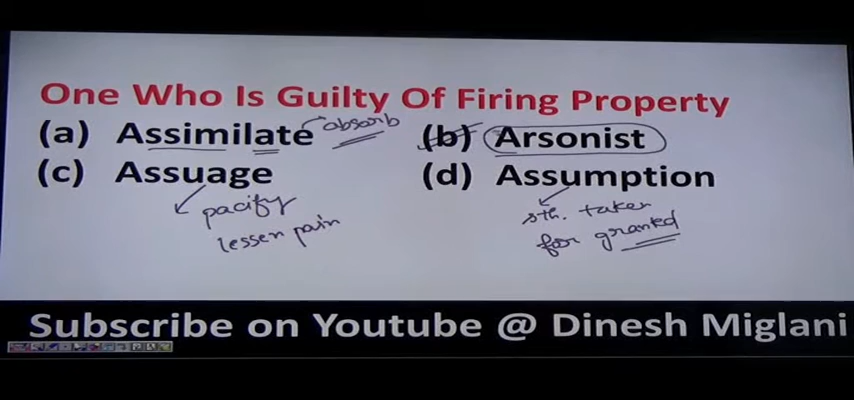 One Who Is Guilty Of Firing Property
(a) Assimilate absorb (b) Arsonist
(c) Assuage (d) Assumption
pacify sth. taken
lessen pain for granted
Subscribe on Youtube @ Dinesh Miglani